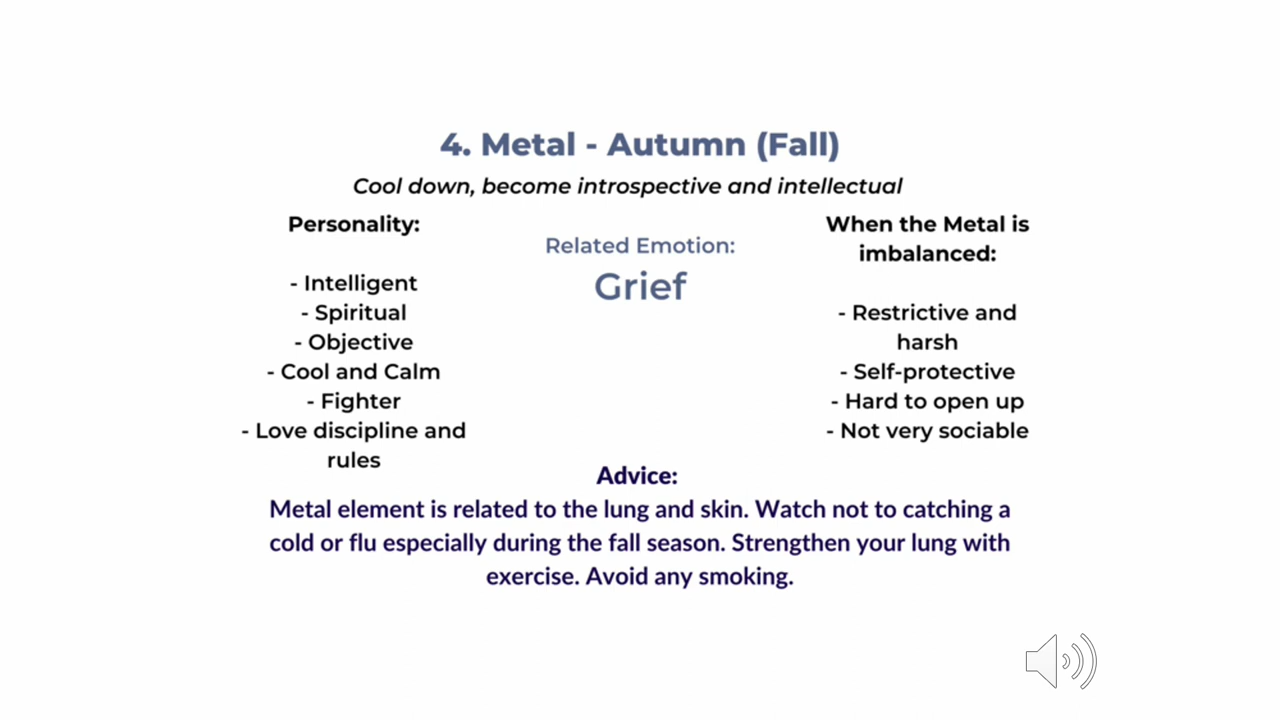 4. Metal - Autumn (Fall)
Cool down, become introspective and intellectual
Personality:
- Intelligent
- Spiritual
- Objective
- Cool and Calm
- Fighter
- Love discipline and
rules
Related Emotion:
Grief
When the Metal is
imbalanced:
- Restrictive and
harsh
- Self-protective
- Hard to open up
- Not very sociable
Advice:
Metal element is related to the lung and skin. Watch not to catching a
cold or flu especially during the fall season. Strengthen your lung with
exercise. Avoid any smoking.